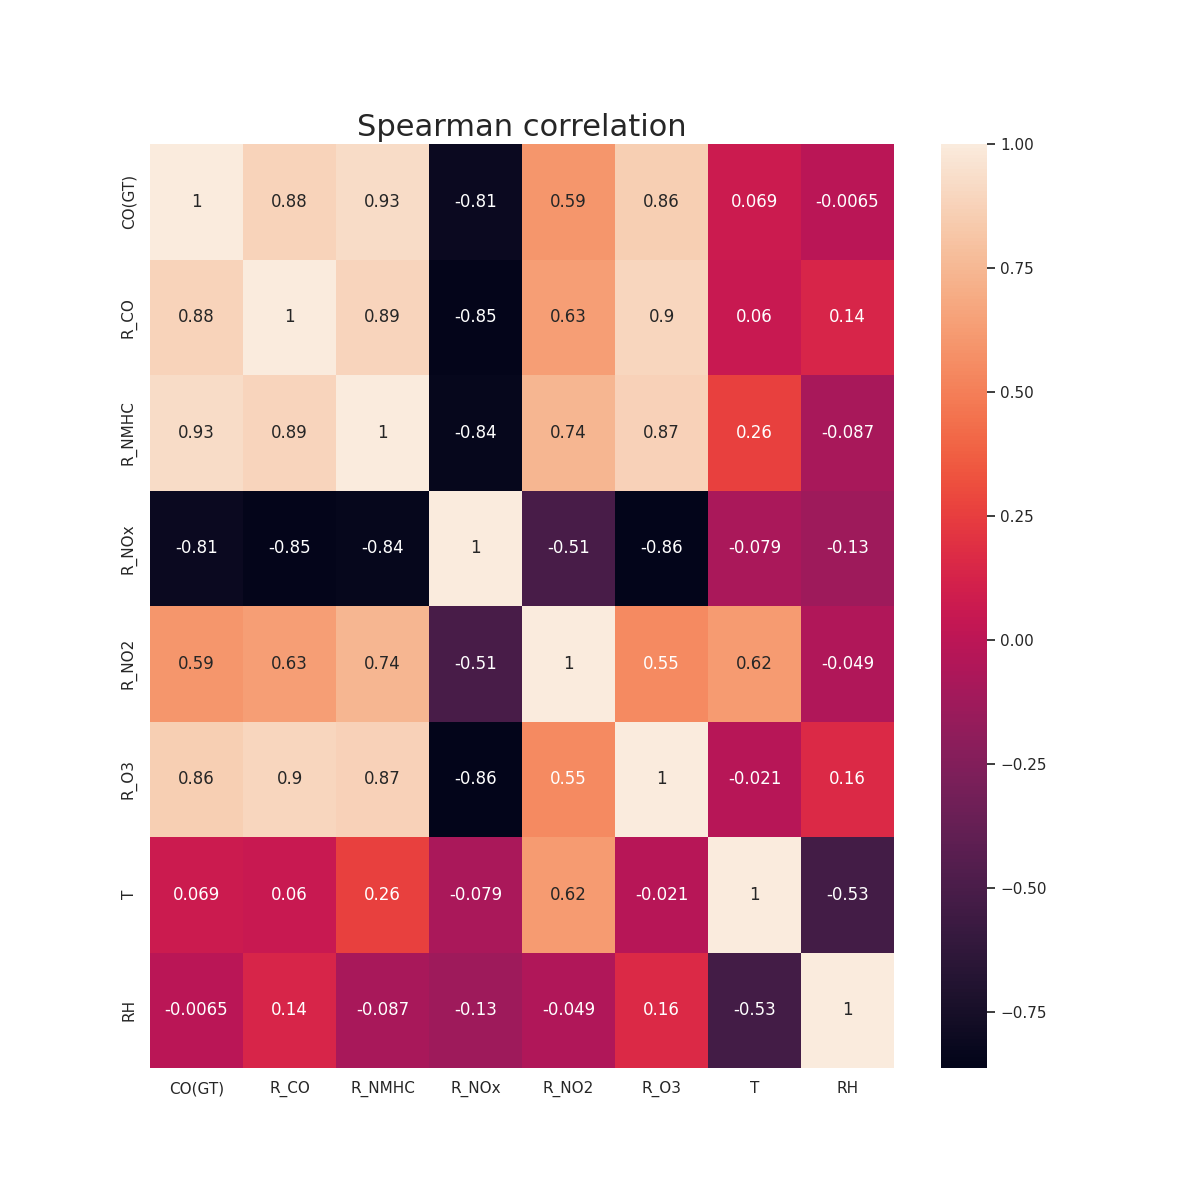 Spearman correlation
CO(GT) 1 0.88 0.93 -0.81 0.59 0.86 0.069 -0.0065
R_CO 0.88 1 0.89 -0.85 0.63 0.9 0.06 0.14
R_NMHC 0.93 0.89 1 -0.84 0.74 0.87 0.26 -0.087
R_NOx -0.81 -0.85 -0.84 1 -0.51 -0.86 -0.079 -0.13
R_NO2 0.59 0.63 0.74 -0.51 1 0.55 0.62 -0.049
R_O3 0.86 0.9 0.87 -0.86 0.55 1 -0.021 0.16
T 0.069 0.06 0.26 -0.079 0.62 -0.021 1 -0.53
RH -0.0065 0.14 -0.087 -0.13 -0.049 0.16 -0.53 1
CO(GT) R_CO R_NMHC R_NOx R_NO2 R_O3 T RH
1.00
0.75
0.50
0.25
0.00
−0.25
−0.50
−0.75